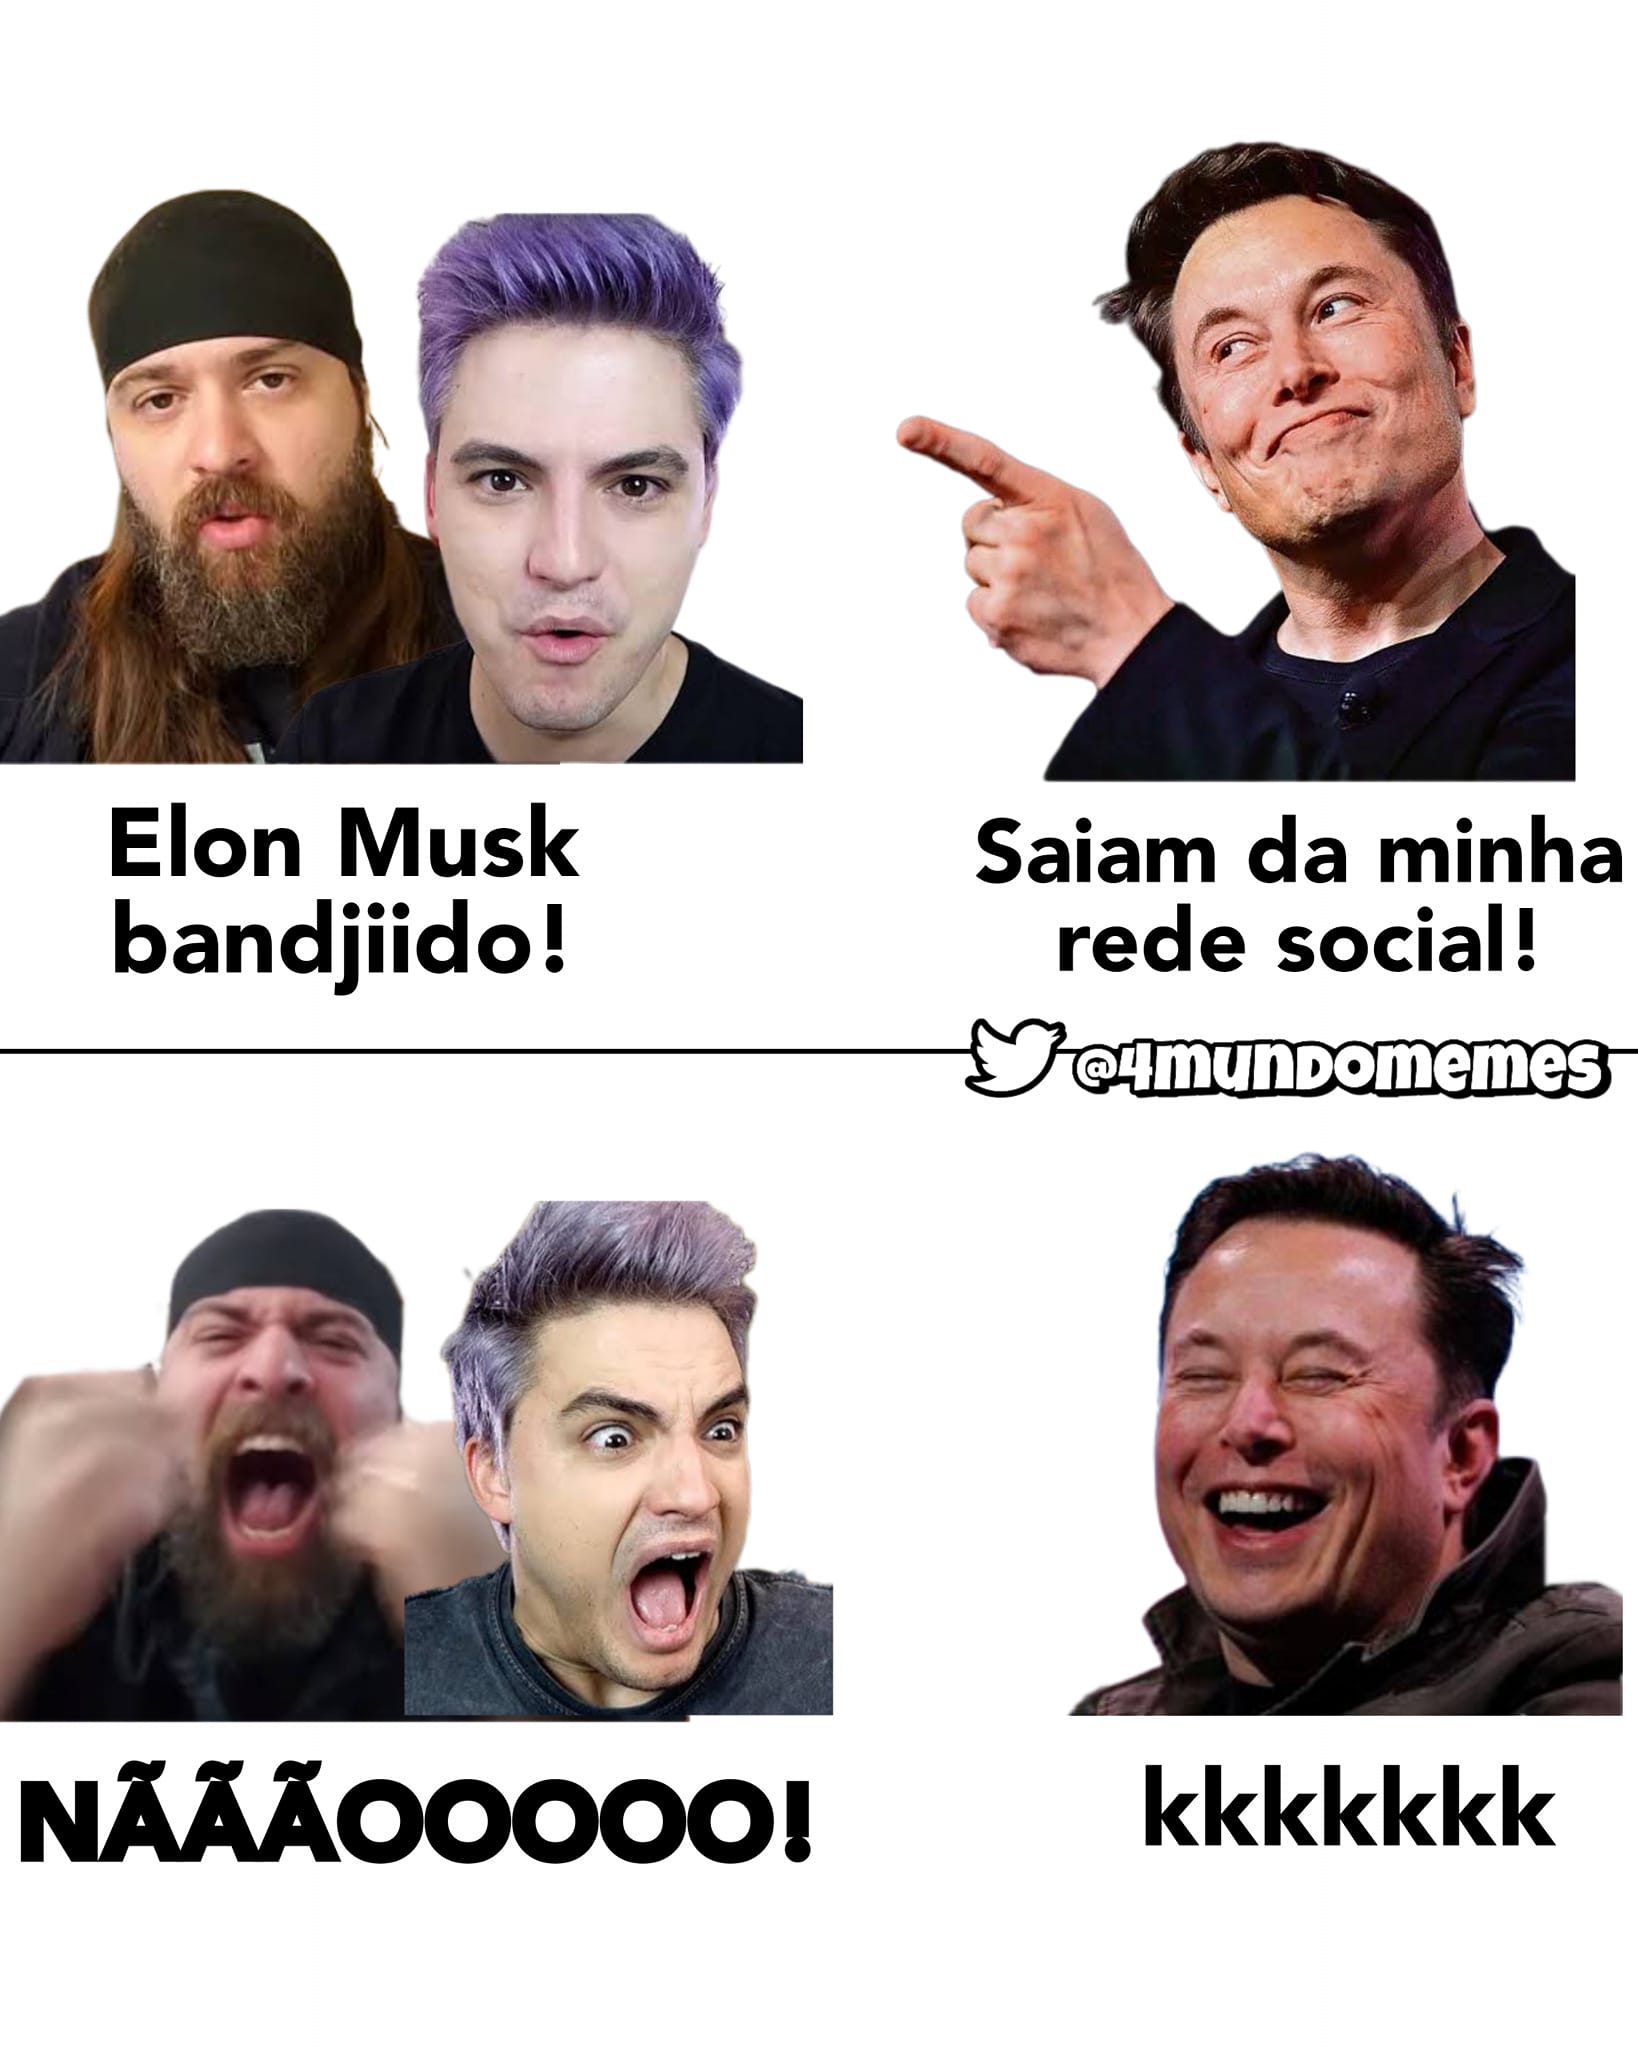 Elon Musk
bandjiido!
Saiam da minha
rede social!
@4mundomemes
NÃÃÃOOOOO!
kkkkkkk